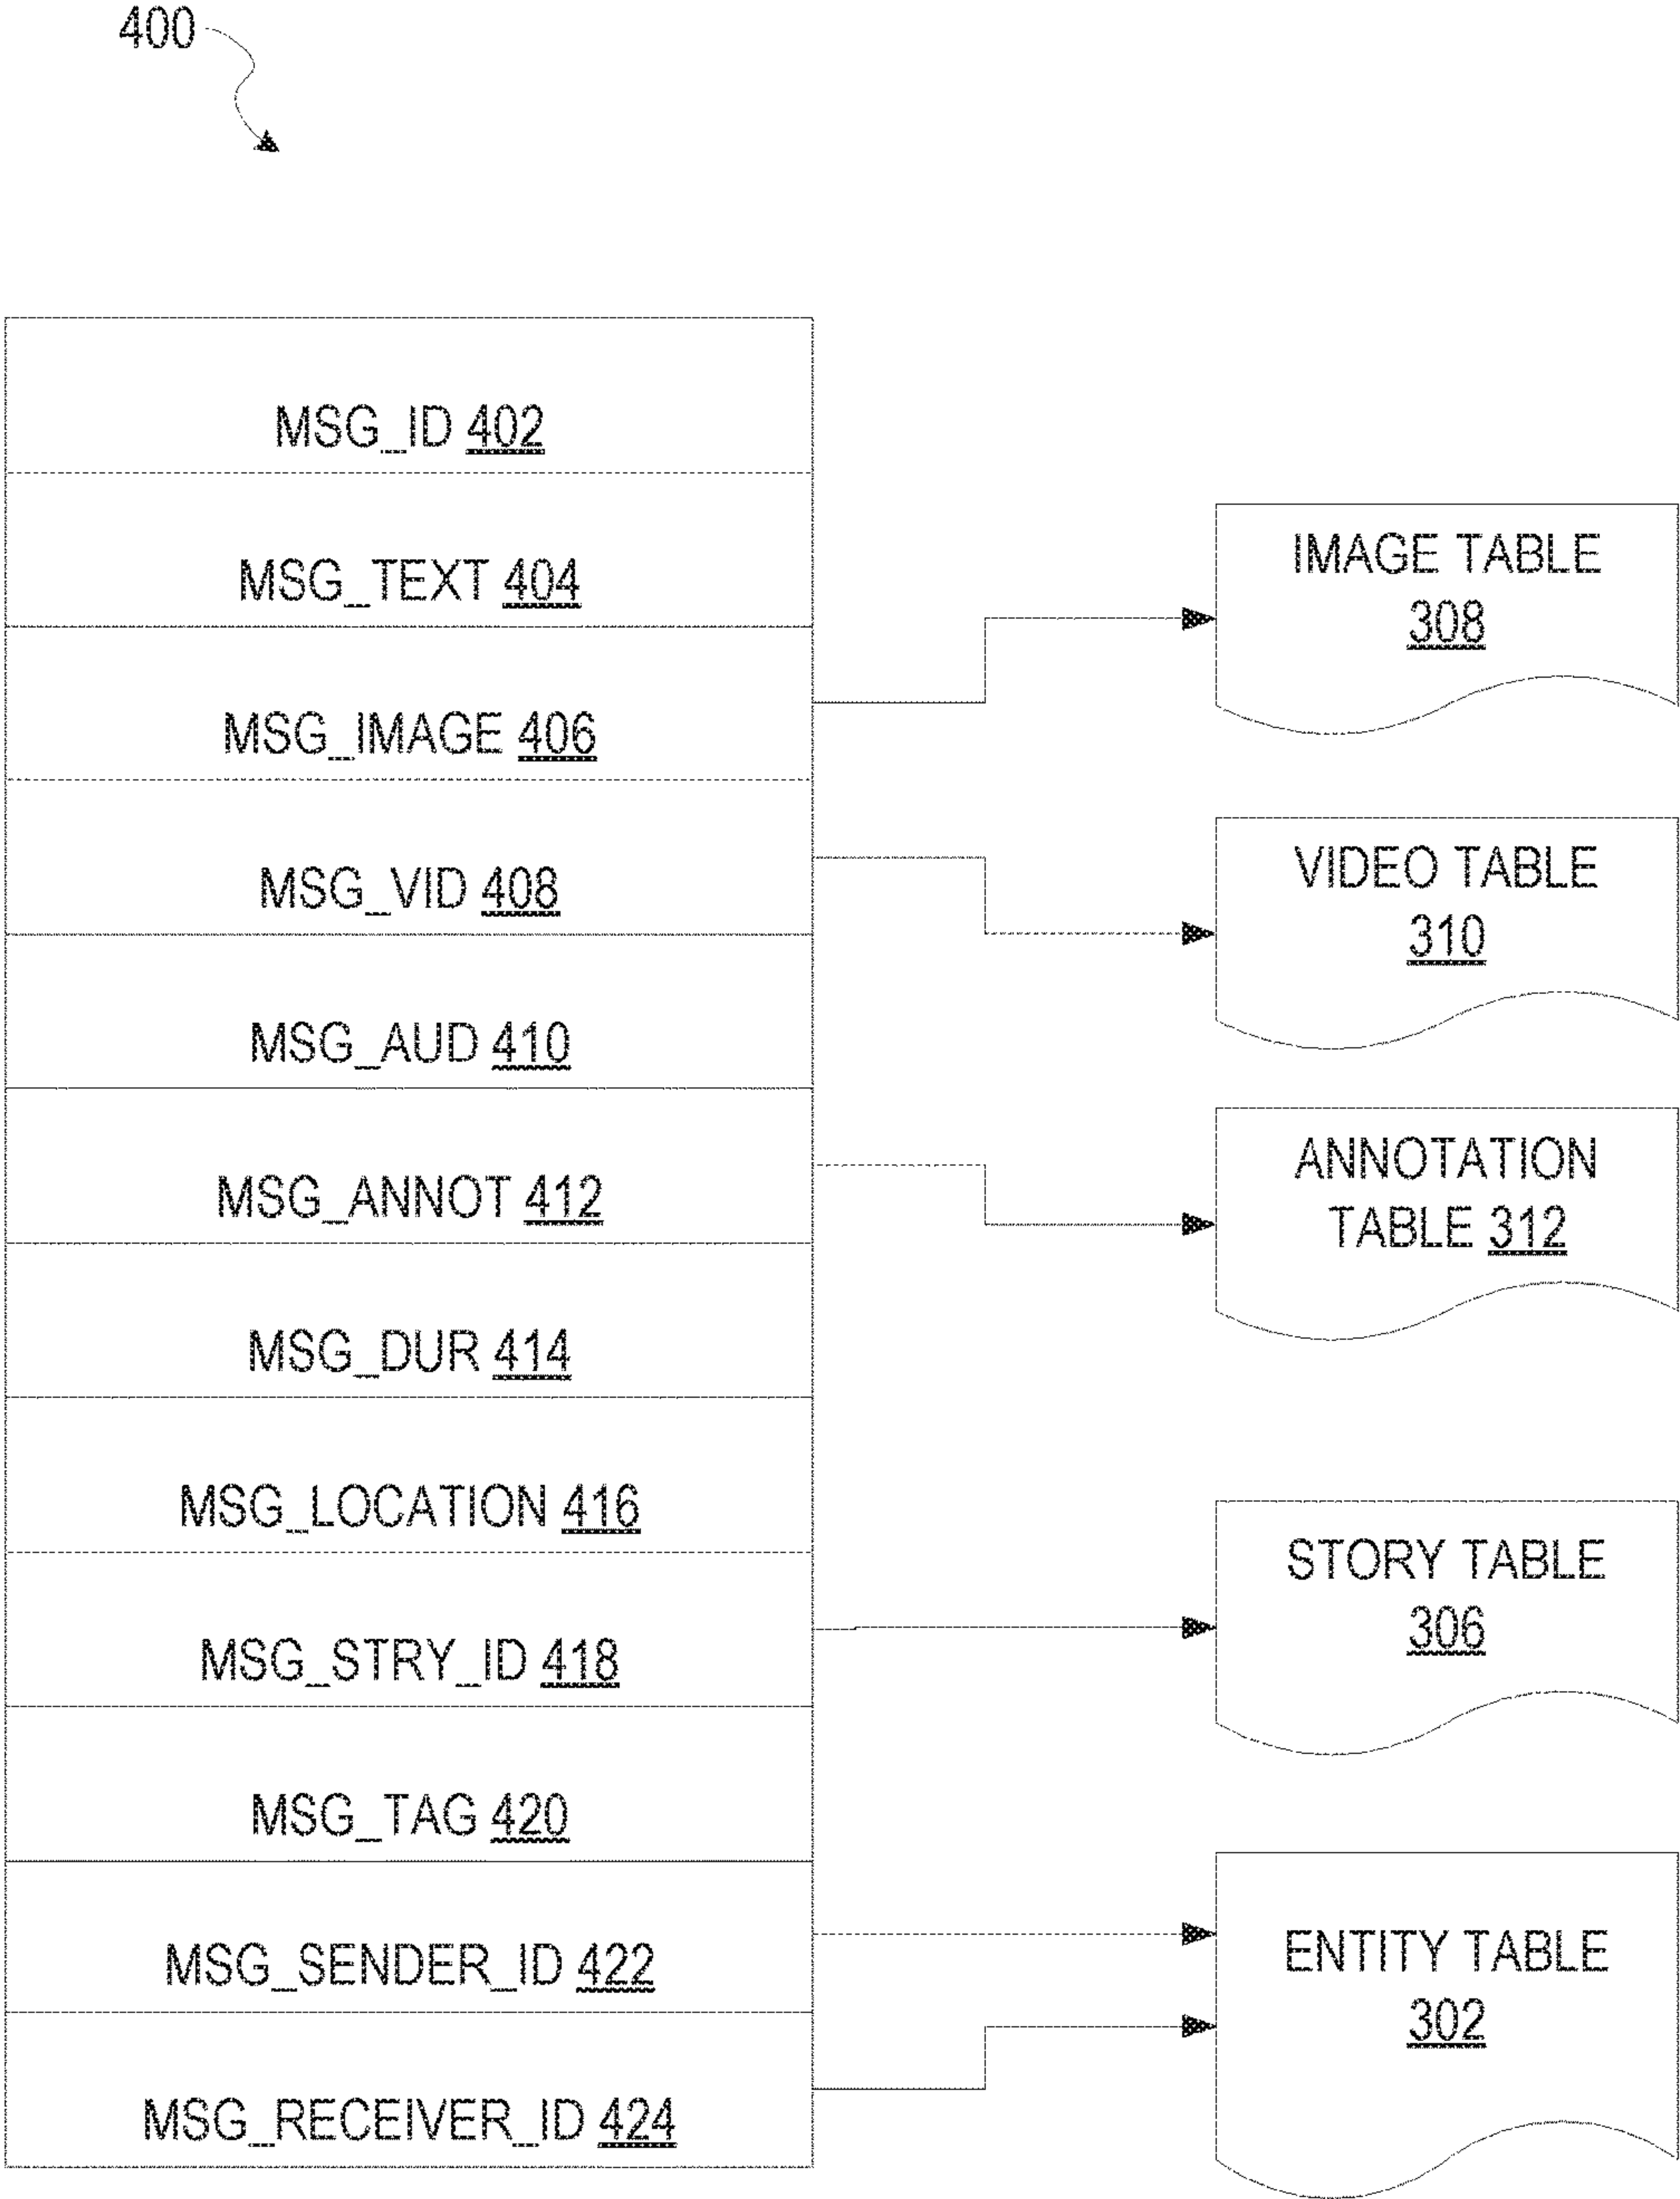 400
MSG_ID 402
MSG_TEXT 404
MSG_IMAGE 406
MSG_VID 408
MSG_AUD 410
MSG_ANNOT 412
MSG_DUR 414
MSG_LOCATION 416
MSG_STRY_ID 418
MSG_TAG 420
MSG_SENDER_ID 422
MSG_RECEIVER_ID 424
IMAGE TABLE
308
VIDEO TABLE
310
ANNOTATION
TABLE 312
STORY TABLE
306
ENTITY TABLE
302